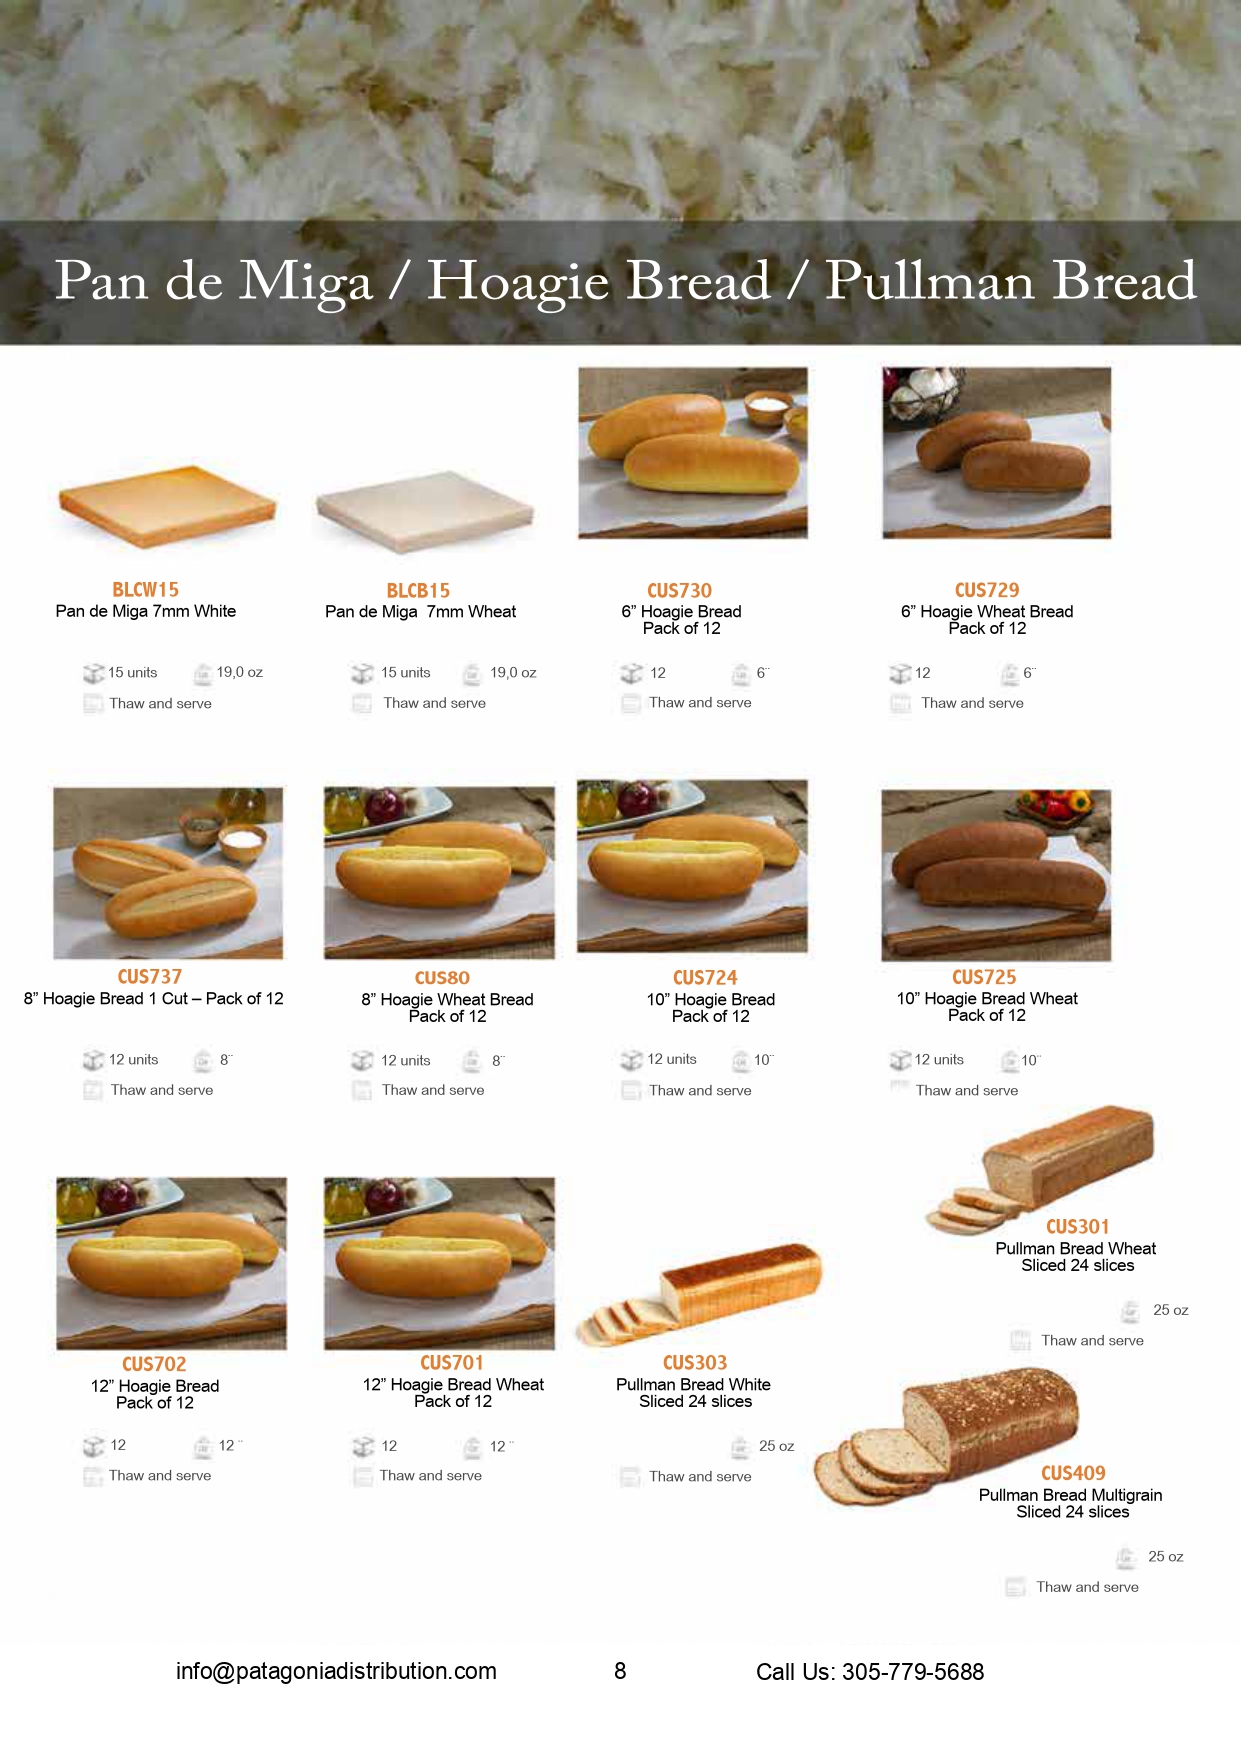 Pan de Miga / Hoagie Bread / Pullman Bread
BLCW15
Pan de Miga 7mm White
15 units 19,0 oz
Thaw and serve
BLCB15
Pan de Miga 7mm Wheat
15 units 19,0 oz
Thaw and serve
CUS730
6” Hoagie Bread
Pack of 12
12 6¨
Thaw and serve
CUS729
6” Hoagie Wheat Bread
Pack of 12
12 6¨
Thaw and serve
CUS737
8” Hoagie Bread 1 Cut – Pack of 12
12 units 8¨
Thaw and serve
CUS80
8” Hoagie Wheat Bread
Pack of 12
12 units 8¨
Thaw and serve
CUS724
10” Hoagie Bread
Pack of 12
12 units 10¨
Thaw and serve
CUS725
10” Hoagie Bread Wheat
Pack of 12
12 units 10¨
Thaw and serve
CUS702
12” Hoagie Bread
Pack of 12
12 12 ¨
Thaw and serve
CUS701
12” Hoagie Bread Wheat
Pack of 12
12 12 ¨
Thaw and serve
CUS303
Pullman Bread White
Sliced 24 slices
25 oz
Thaw and serve
CUS301
Pullman Bread Wheat
Sliced 24 slices
25 oz
Thaw and serve
CUS409
Pullman Bread Multigrain
Sliced 24 slices
25 oz
Thaw and serve
info@patagoniadistribution.com 8 Call Us: 305-779-5688